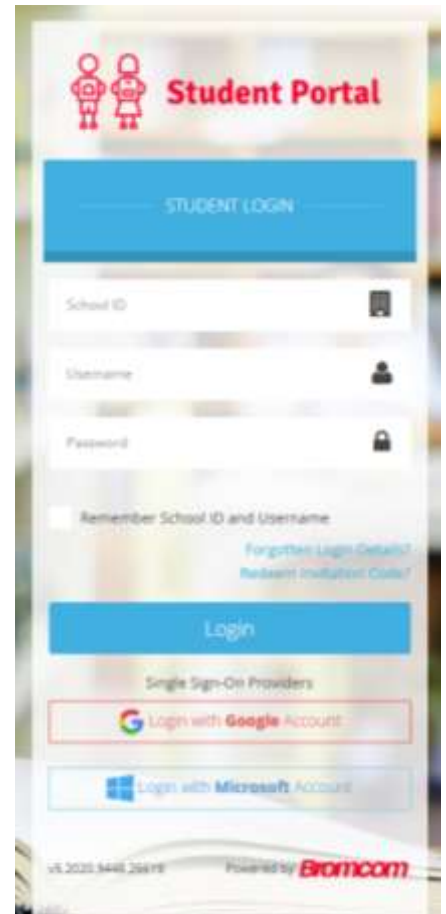 Student Portal
STUDENT LOGIN
School ID
Username
Password
Remember School ID and Username
Forgotten Login Details?
Redeem Invitation Code?
Login
Single Sign-On Providers
Login with Google Account
Login with Microsoft Account
Powered by Bromcom